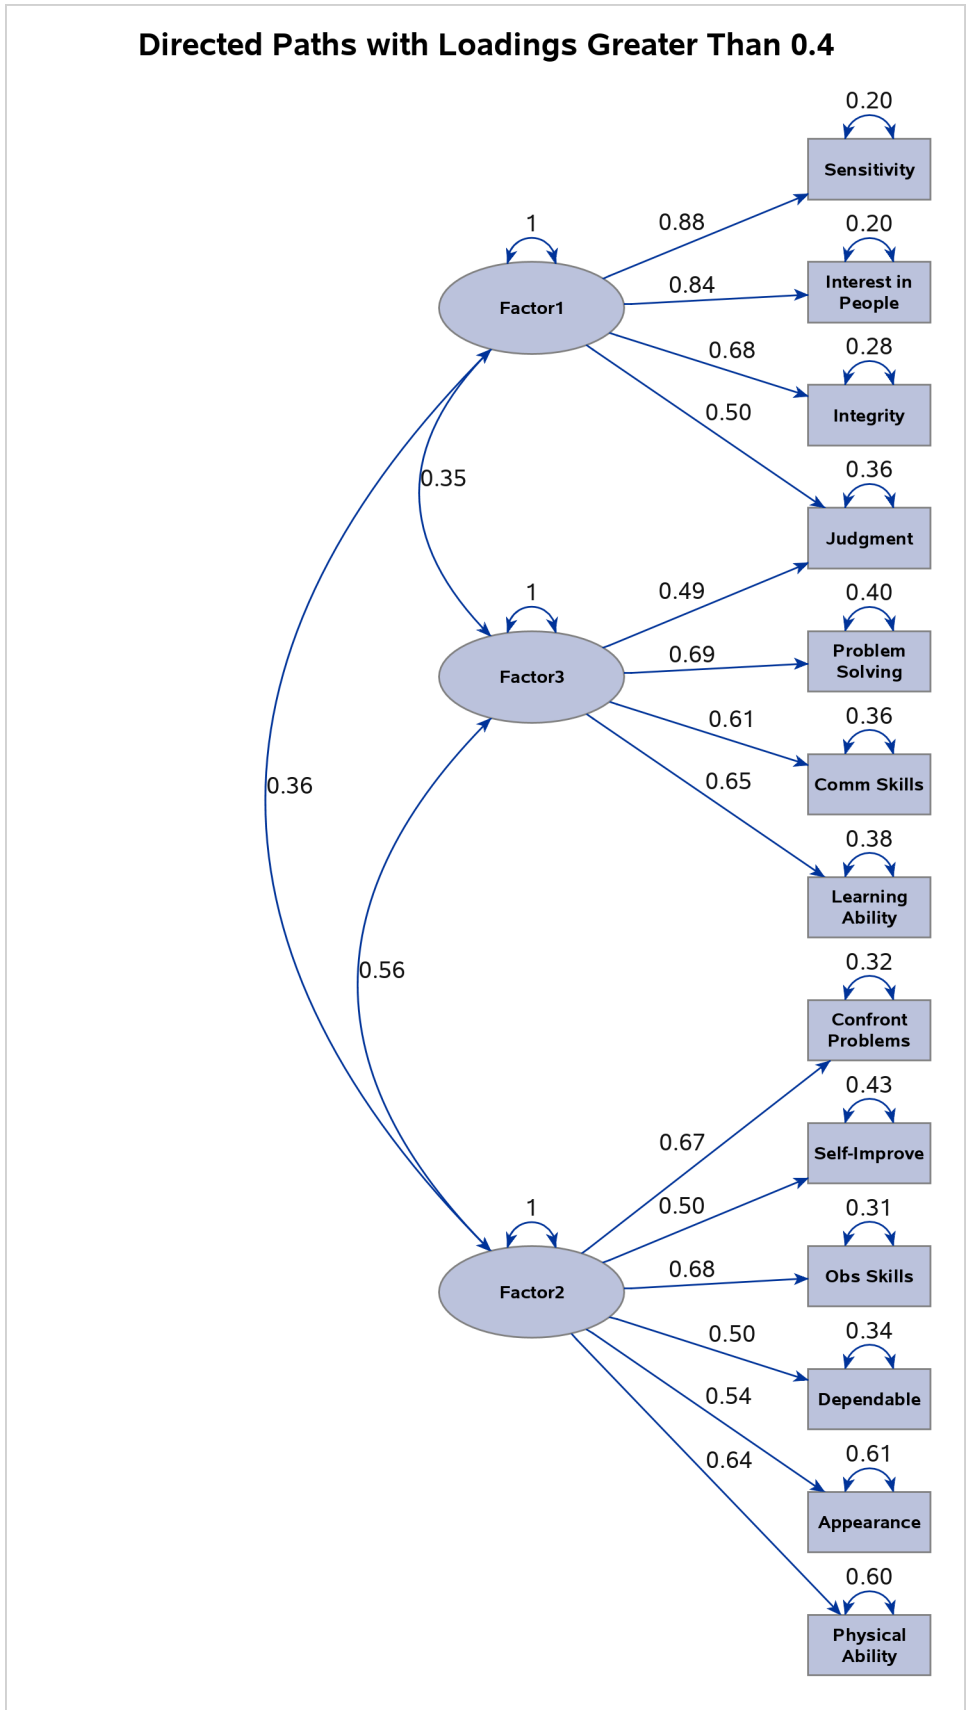 Directed Paths with Loadings Greater Than 0.4
0.20
Sensitivity
0.88
1
0.20
Factor1
0.84
Interest in
People
0.68
0.28
Integrity
0.50
0.36
Judgment
0.35
0.49
1
0.40
Factor3
0.69
Problem
Solving
0.61
0.36
Comm Skills
0.65
0.38
Learning
Ability
0.36
0.56
0.32
Confront
Problems
0.67
0.43
Self-Improve
0.50
1
0.31
Factor2
0.68
Obs Skills
0.50
0.34
Dependable
0.54
0.61
Appearance
0.64
0.60
Physical
Ability